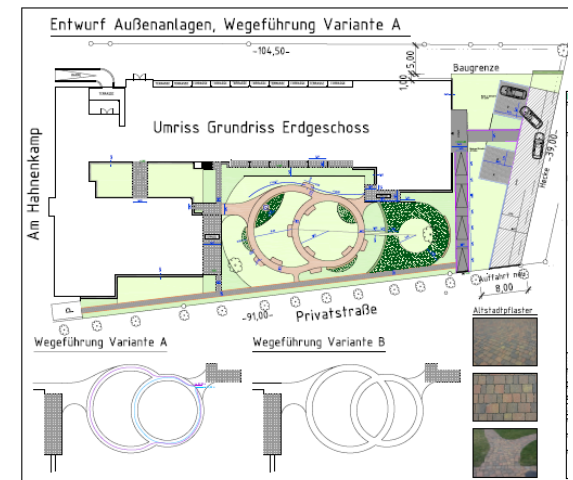 Entwurf Außenanlagen, Wegeführung Variante A
-104,50-
5,00
1,00
Baugrenze
Umriss Grundriss Erdgeschoss
Am Hahnenkamp
Hecke -39,00-
Auffahrt neu
8,00
P
-91,00-
Privatstraße
Altstadtpflaster
Wegeführung Variante A
Wegeführung Variante B